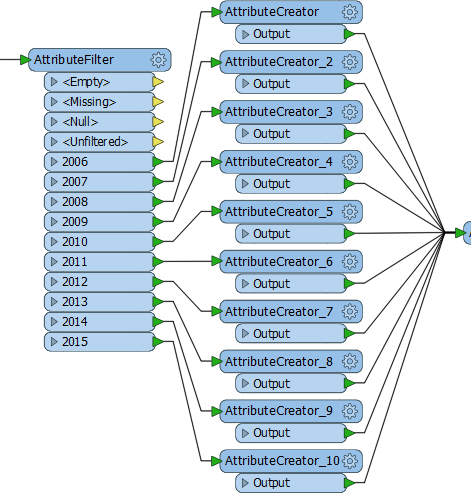 AttributeFilter
<Empty>
<Missing>
<Null>
<Unfiltered>
2006
2007
2008
2009
2010
2011
2012
2013
2014
2015
AttributeCreator
Output
AttributeCreator_2
Output
AttributeCreator_3
Output
AttributeCreator_4
Output
AttributeCreator_5
Output
AttributeCreator_6
Output
AttributeCreator_7
Output
AttributeCreator_8
Output
AttributeCreator_9
Output
AttributeCreator_10
Output